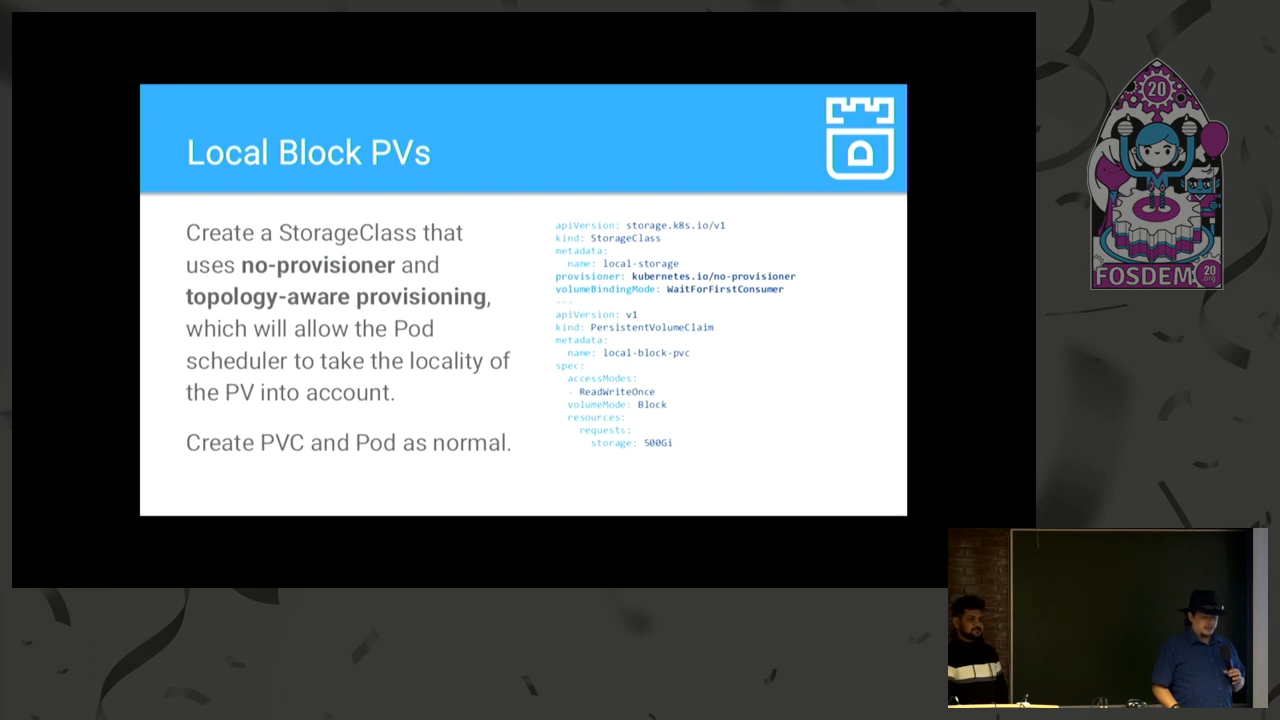 Local Block PVs
Create a StorageClass that
uses no-provisioner and
topology-aware provisioning,
which will allow the Pod
scheduler to take the locality of
the PV into account.
Create PVC and Pod as normal.
apiVersion: storage.k8s.io/v1
kind: StorageClass
metadata:
  name: local-storage
provisioner: kubernetes.io/no-provisioner
volumeBindingMode: WaitForFirstConsumer
---
apiVersion: v1
kind: PersistentVolumeClaim
metadata:
  name: local-block-pvc
spec:
  accessModes:
  - ReadWriteOnce
  volumeMode: Block
  resources:
    requests:
      storage: 500Gi
20
FOSDEM 20
.org